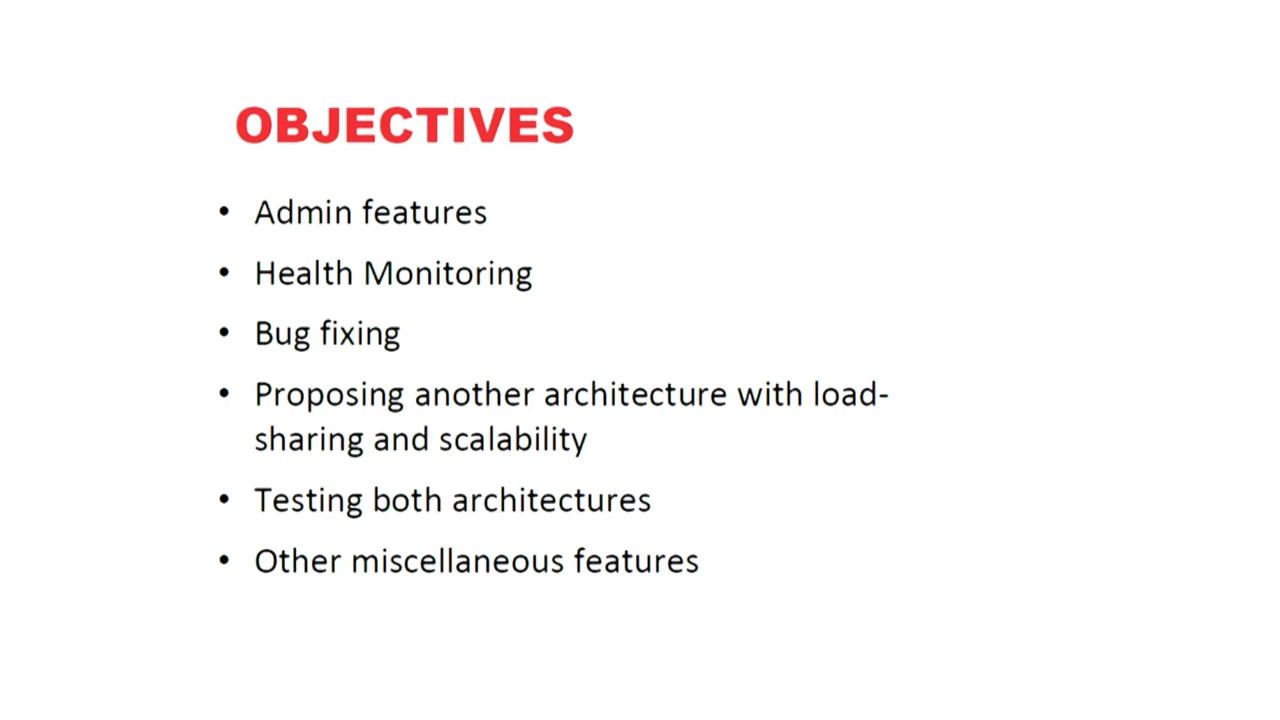 OBJECTIVES
• Admin features
• Health Monitoring
• Bug fixing
• Proposing another architecture with load-
sharing and scalability
• Testing both architectures
• Other miscellaneous features